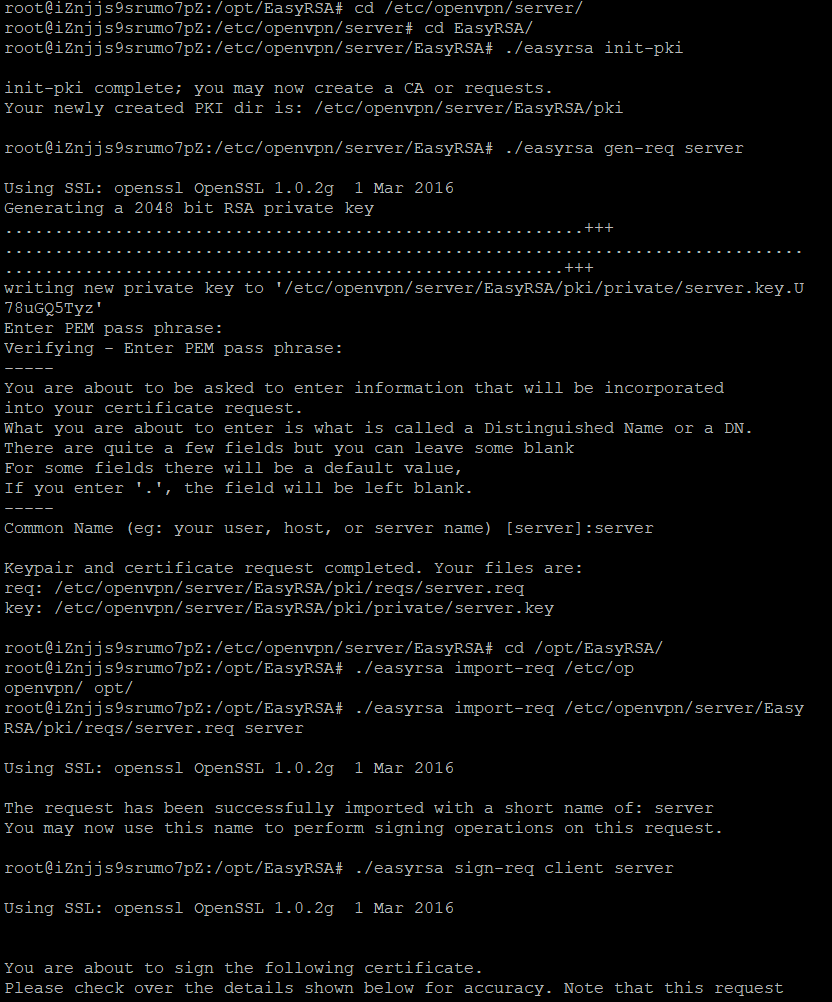 root@iZnjjs9srumo7pZ:/opt/EasyRSA# cd /etc/openvpn/server/
root@iZnjjs9srumo7pZ:/etc/openvpn/server# cd EasyRSA/
root@iZnjjs9srumo7pZ:/etc/openvpn/server/EasyRSA# ./easyrsa init-pki
init-pki complete; you may now create a CA or requests.
Your newly created PKI dir is: /etc/openvpn/server/EasyRSA/pki
root@iZnjjs9srumo7pZ:/etc/openvpn/server/EasyRSA# ./easyrsa gen-req server
Using SSL: openssl OpenSSL 1.0.2g  1 Mar 2016
Generating a 2048 bit RSA private key
..........................................................+++
................................................................................
........................................................+++
writing new private key to '/etc/openvpn/server/EasyRSA/pki/private/server.key.U
78uGQ5Tyz'
Enter PEM pass phrase:
Verifying - Enter PEM pass phrase:
-----
You are about to be asked to enter information that will be incorporated
into your certificate request.
What you are about to enter is what is called a Distinguished Name or a DN.
There are quite a few fields but you can leave some blank
For some fields there will be a default value,
If you enter '.', the field will be left blank.
-----
Common Name (eg: your user, host, or server name) [server]:server
Keypair and certificate request completed. Your files are:
req: /etc/openvpn/server/EasyRSA/pki/reqs/server.req
key: /etc/openvpn/server/EasyRSA/pki/private/server.key
root@iZnjjs9srumo7pZ:/etc/openvpn/server/EasyRSA# cd /opt/EasyRSA/
root@iZnjjs9srumo7pZ:/opt/EasyRSA# ./easyrsa import-req /etc/op
openvpn/ opt/
root@iZnjjs9srumo7pZ:/opt/EasyRSA# ./easyrsa import-req /etc/openvpn/server/Easy
RSA/pki/reqs/server.req server
Using SSL: openssl OpenSSL 1.0.2g  1 Mar 2016
The request has been successfully imported with a short name of: server
You may now use this name to perform signing operations on this request.
root@iZnjjs9srumo7pZ:/opt/EasyRSA# ./easyrsa sign-req client server
Using SSL: openssl OpenSSL 1.0.2g  1 Mar 2016
You are about to sign the following certificate.
Please check over the details shown below for accuracy. Note that this request